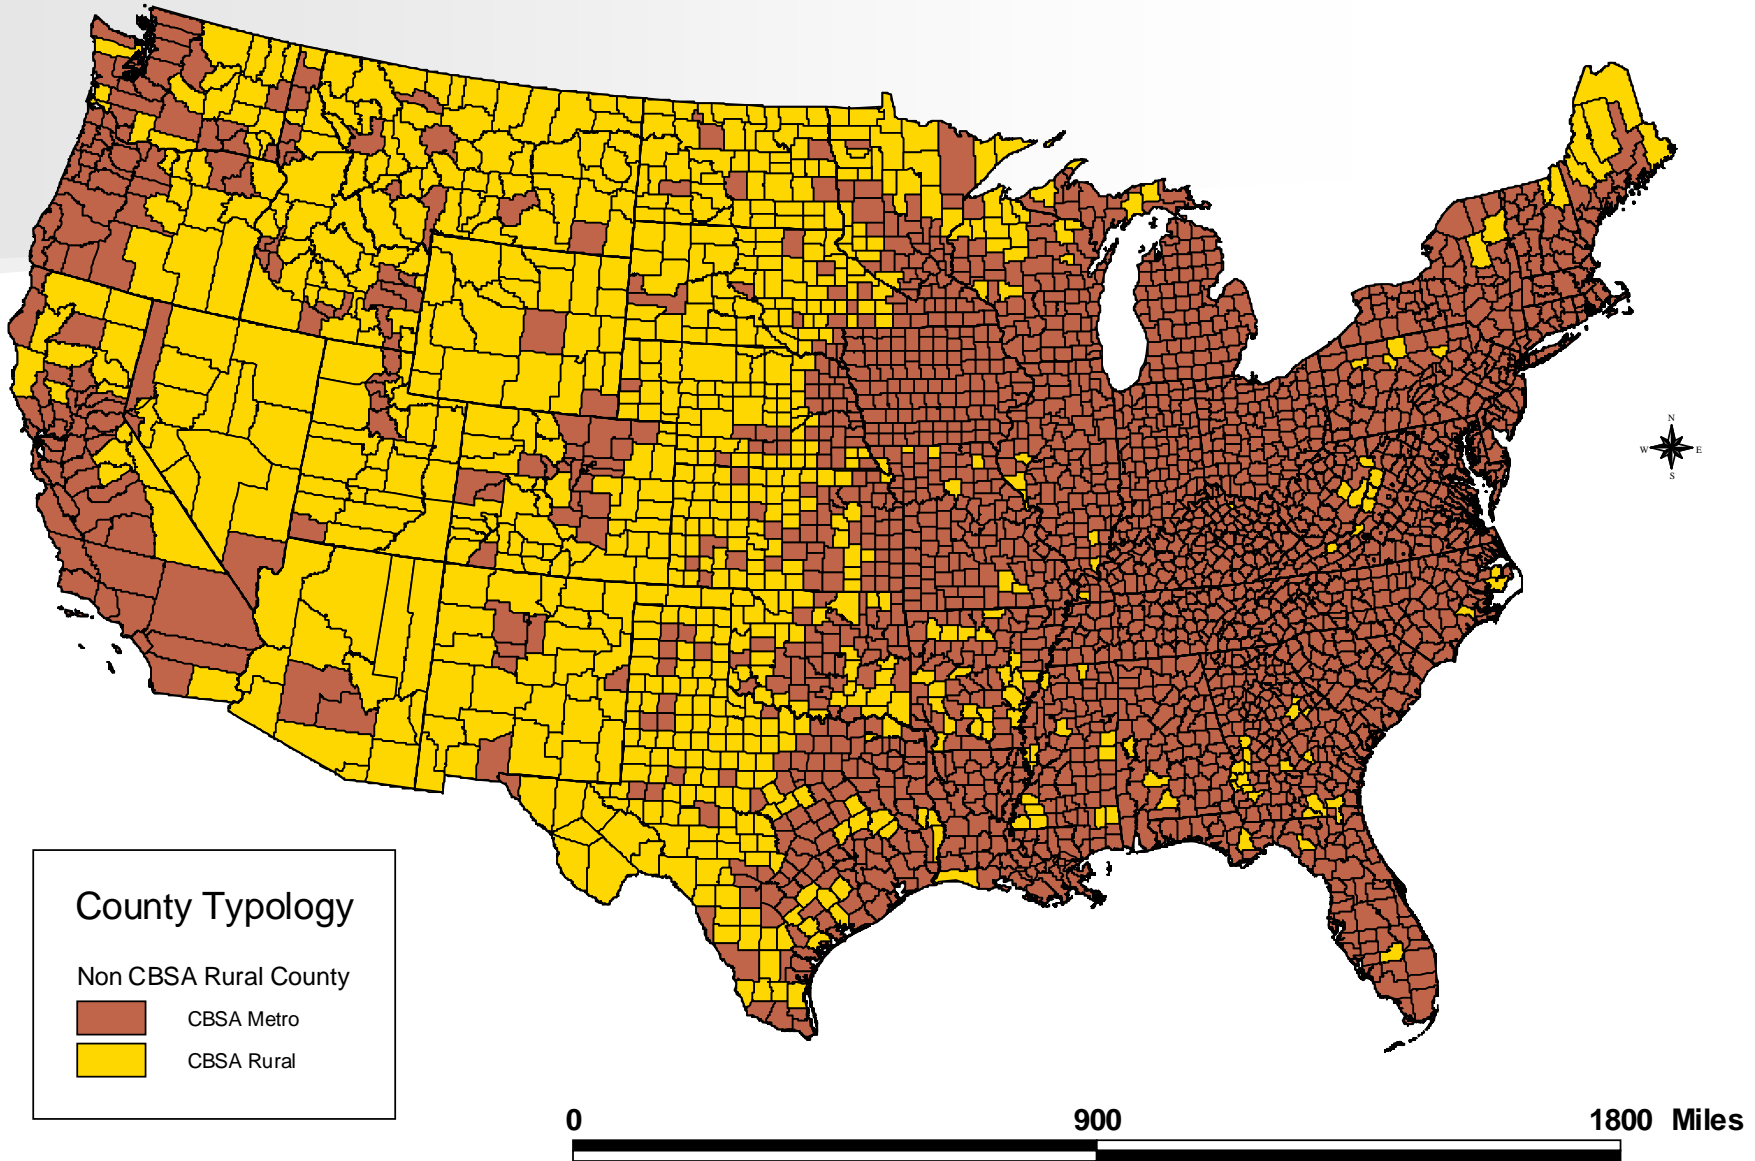 N
W E
S
County Typology
Non CBSA Rural County
CBSA Metro
CBSA Rural
0 900 1800 Miles